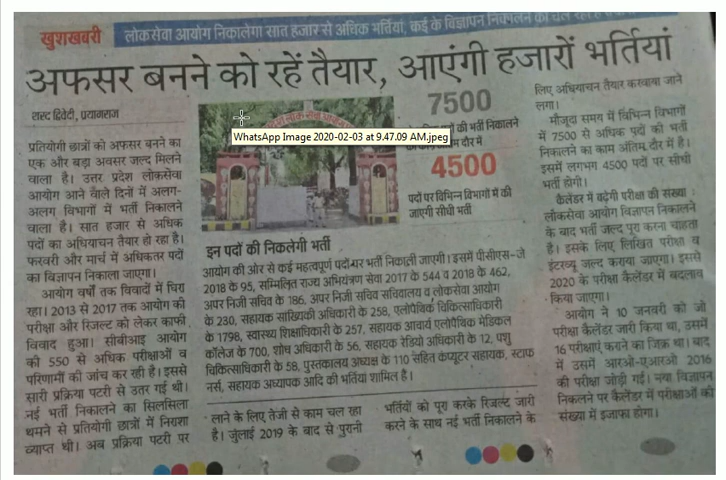 खुशखबरी
लोकसेवा आयोग निकालेगा सात हजार से अधिक भर्तियां, कई के विज्ञापन निकालने
अफसर बनने को रहें तैयार, आएंगी हजारों भर्तियां
शरद द्विवेदी, प्रयागराज
प्रतियोगी छात्रों को अफसर बनने का
एक और बड़ा अवसर जल्द मिलने
वाला है। उत्तर प्रदेश लोकसेवा
आयोग आने वाले दिनों में अलग-
अलग विभागों में भर्ती निकालने
वाला है। सात हजार से अधिक
पदों का अधियाचन तैयार हो रहा है।
फरवरी और मार्च में अधिकतर पदों
का विज्ञापन निकाला जाएगा।
आयोग वर्षों तक विवादों में घिरा
रहा। 2013 से 2017 तक आयोग की
परीक्षा और रिजल्ट को लेकर काफी
विवाद हुआ। सीबीआइ आयोग
की 550 से अधिक परीक्षाओं व
परिणामों की जांच कर रही है। इससे
सारी प्रक्रिया पटरी से उतर गई थी।
नई भर्ती निकालने का सिलसिला
थमने से प्रतियोगी छात्रों में निराशा
व्याप्त थी। अब प्रक्रिया पटरी पर
WhatsApp Image 2020-02-03 at 9.47.09 AM.jpeg
7500
पदों की भर्ती निकालने
दौर में
4500
पदों पर विभिन्न विभागों में की
जाएगी सीधी भर्ती
इन पदों की निकलेगी भर्ती
आयोग की ओर से कई महत्वपूर्ण पदों पर भर्ती निकाली जाएगी। इसमें पीसीएस-जे
2018 के 95, सम्मिलित राज्य अभियंत्रण सेवा 2017 के 544 व 2018 के 462,
अपर निजी सचिव के 186, अपर निजी सचिव सचिवालय व लोकसेवा आयोग
के 230, सहायक सांख्यिकी अधिकारी के 258, एलोपैथिक चिकित्साधिकारी
के 1798, स्वास्थ्य शिक्षाधिकारी के 257, सहायक आचार्य एलोपैथिक मेडिकल
कॉलेज के 700, शोध अधिकारी के 56, सहायक रेडियो अधिकारी के 12, पशु
चिकित्साधिकारी के 58, पुस्तकालय अध्यक्ष के 110 सहित कंप्यूटर सहायक, स्टाफ
नर्स, सहायक अध्यापक आदि की भर्तियां शामिल है।
लाने के लिए तेजी से काम चल रहा
है। जुलाई 2019 के बाद से पुरानी
भर्तियों को पूरा करके रिजल्ट जारी
करने के साथ नई भर्ती निकालने के
लिए अधियाचन तैयार करवाया जाने
लगा।
मौजूदा समय में विभिन्न विभागों
में 7500 से अधिक पदों की भर्ती
निकालने का काम अंतिम दौर में है।
इसमें लगभग 4500 पदों पर सीधी
भर्ती होगी।
कैलेंडर में बढ़ेगी परीक्षा की संख्या :
लोकसेवा आयोग विज्ञापन निकालने
के बाद भर्ती जल्द पूरा करना चाहता
है। इसके लिए लिखित परीक्षा व
इंटरव्यू जल्द कराया जाएगा। इससे
2020 के परीक्षा कैलेंडर में बदलाव
किया जाएगा।
आयोग ने 10 जनवरी को जो
परीक्षा कैलेंडर जारी किया था, उसमें
16 परीक्षाएं कराने का जिक्र था। बाद
में उसमें आरओ-एआरओ 2016
की परीक्षा जोड़ी गई। नया विज्ञापन
निकलने पर कैलेंडर में परीक्षाओं की
संख्या में इजाफा होगा।